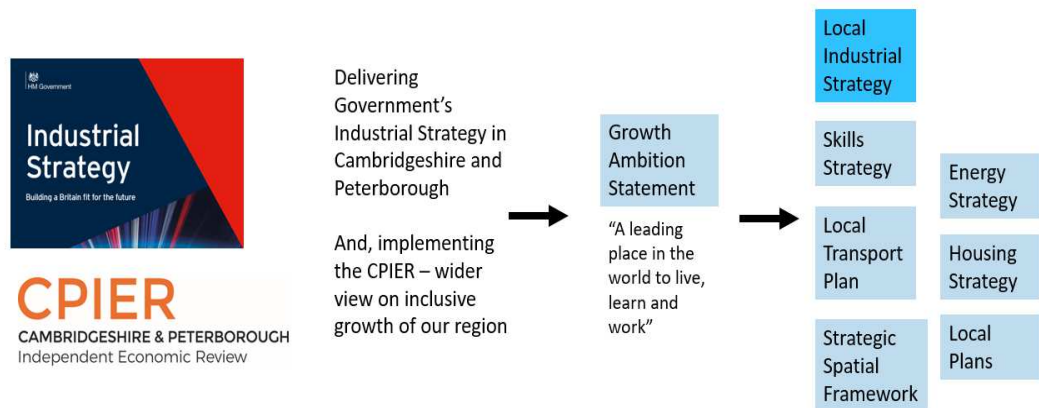 HM Government
Industrial
Strategy
Building a Britain fit for the future
CPIER
CAMBRIDGESHIRE & PETERBOROUGH
Independent Economic Review
Delivering
Government’s
Industrial Strategy in
Cambridgeshire and
Peterborough
And, implementing
the CPIER – wider
view on inclusive
growth of our region
Growth
Ambition
Statement
“A leading
place in the
world to live,
learn and
work”
Local
Industrial
Strategy
Skills
Strategy
Local
Transport
Plan
Strategic
Spatial
Framework
Energy
Strategy
Housing
Strategy
Local
Plans